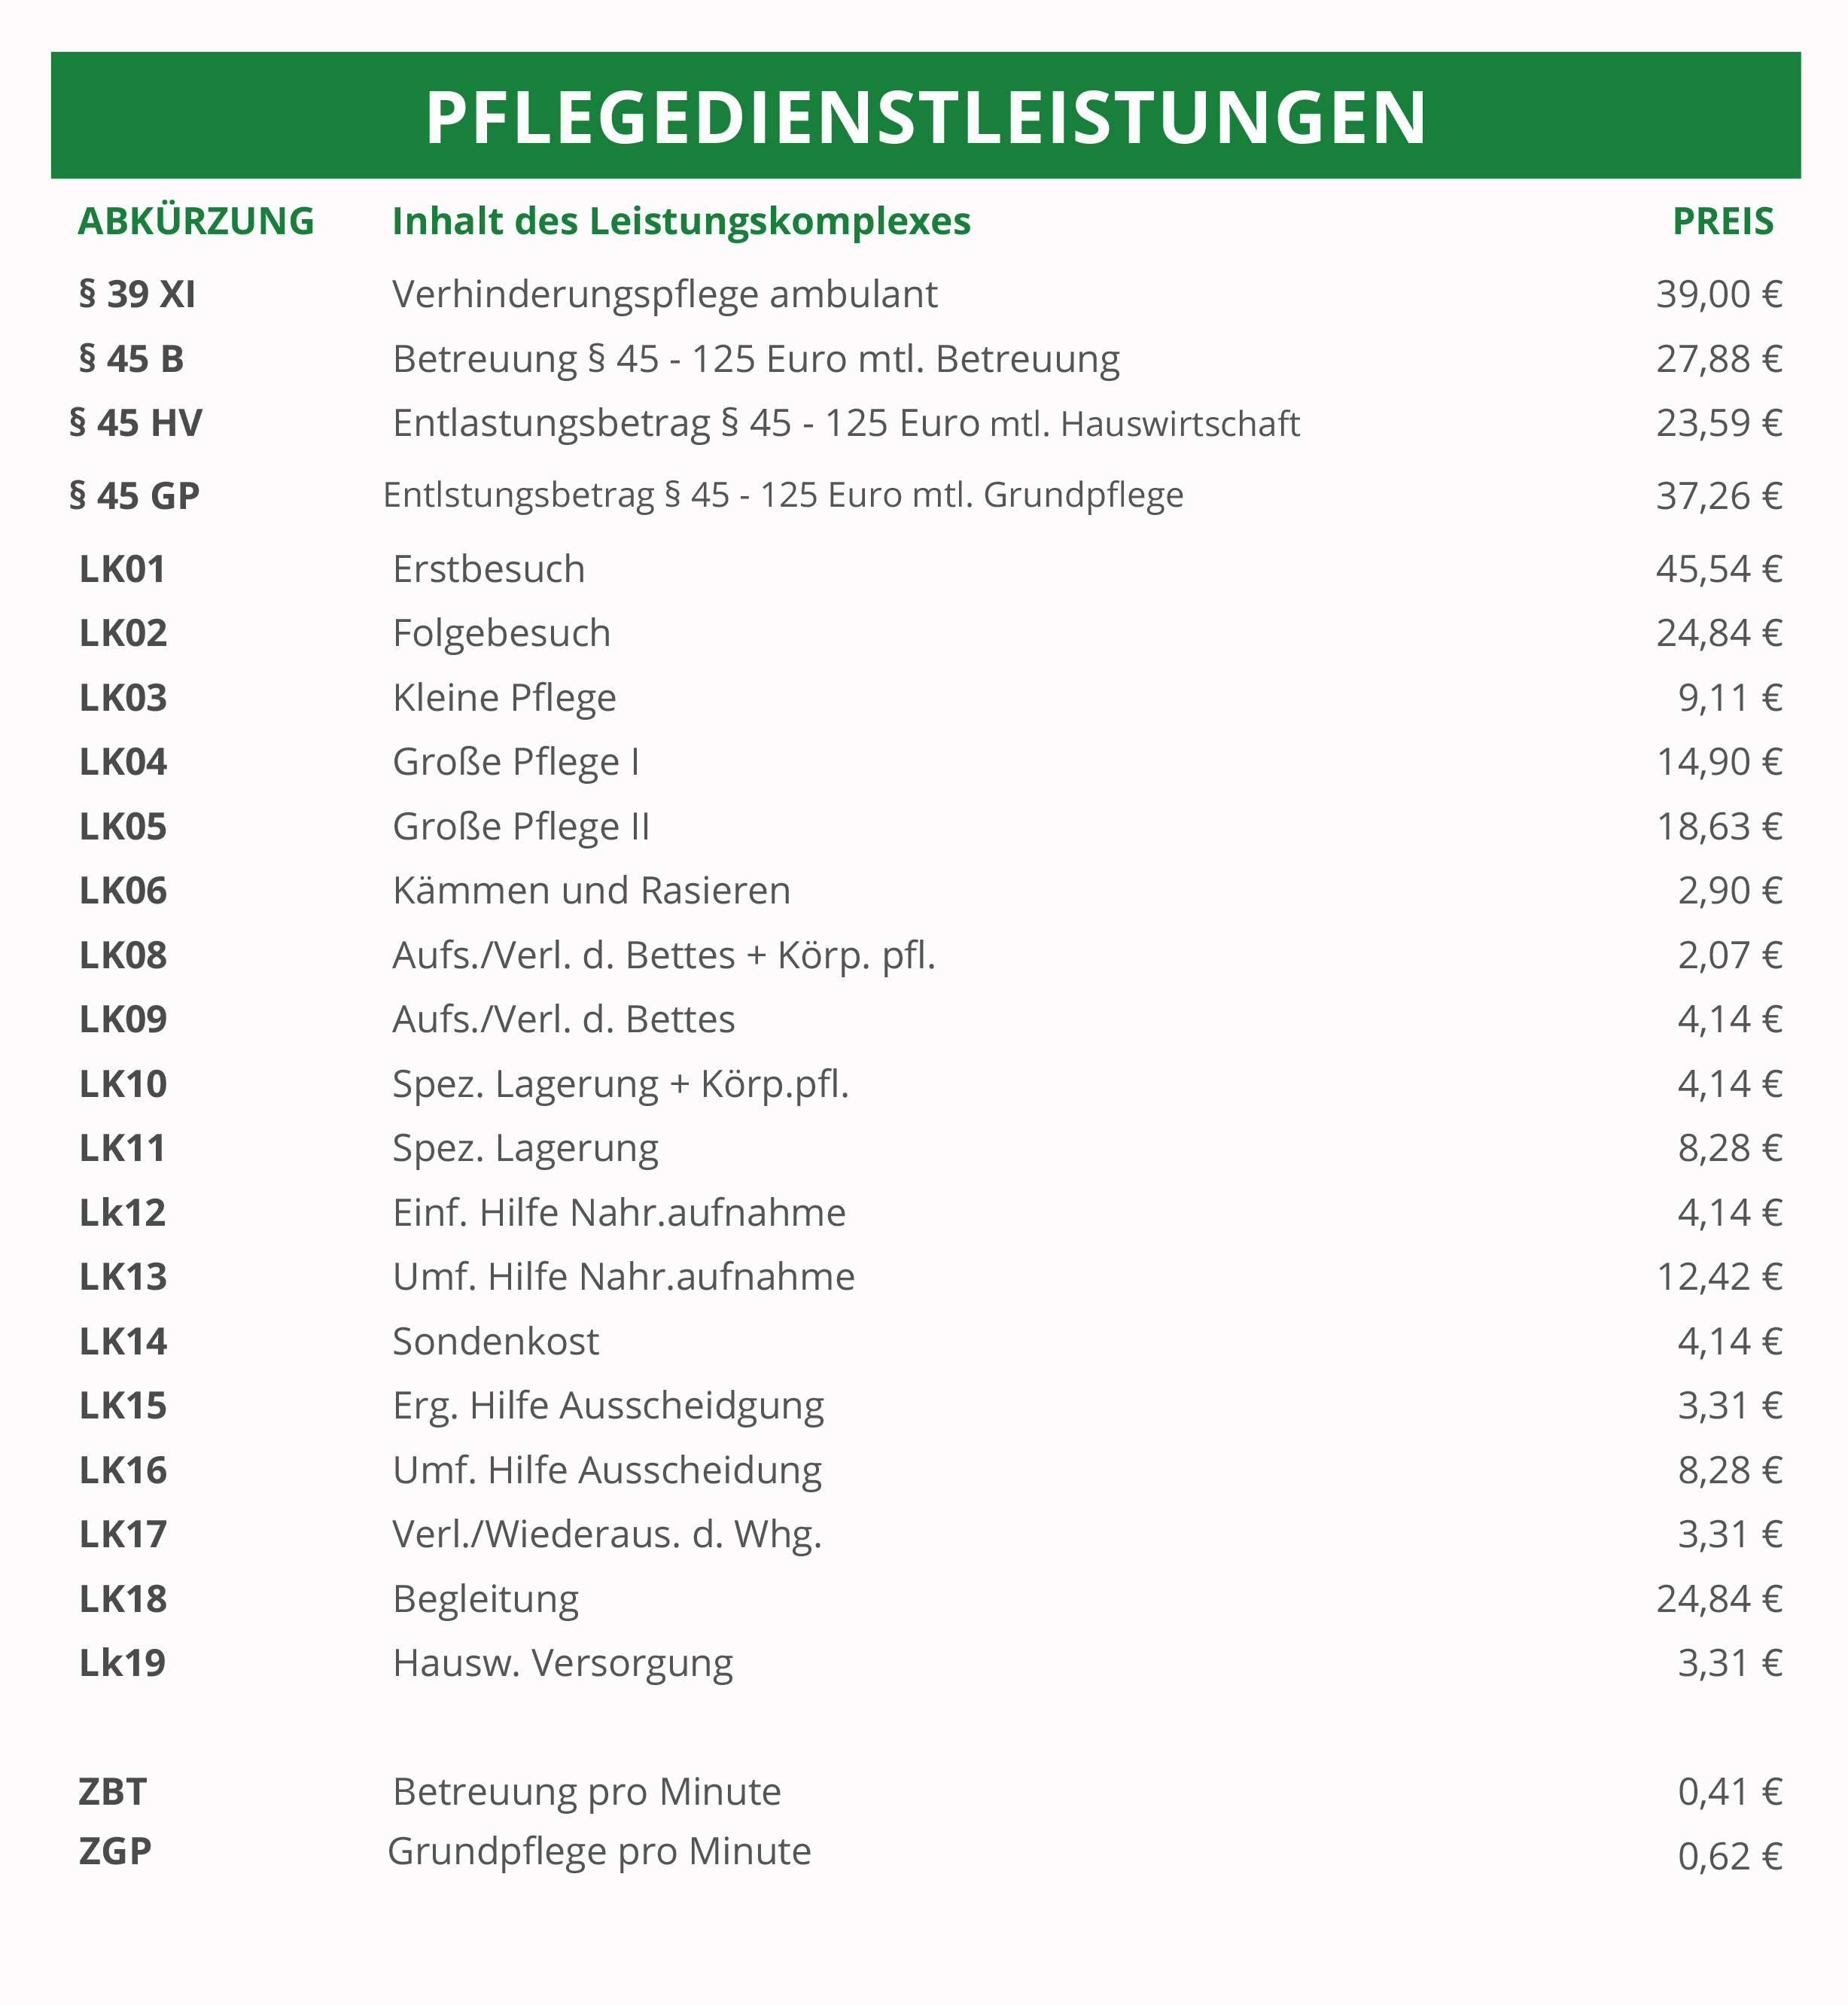 PFLEGEDIENSTLEISTUNGEN
ABKÜRZUNG Inhalt des Leistungskomplexes PREIS
§ 39 XI Verhinderungspflege ambulant 39,00 €
§ 45 B Betreuung § 45 - 125 Euro mtl. Betreuung 27,88 €
§ 45 HV Entlastungsbetrag § 45 - 125 Euro mtl. Hauswirtschaft 23,59 €
§ 45 GP Entlstungsbetrag § 45 - 125 Euro mtl. Grundpflege 37,26 €
LK01 Erstbesuch 45,54 €
LK02 Folgebesuch 24,84 €
LK03 Kleine Pflege 9,11 €
LK04 Große Pflege I 14,90 €
LK05 Große Pflege II 18,63 €
LK06 Kämmen und Rasieren 2,90 €
LK08 Aufs./Verl. d. Bettes + Körp. pfl. 2,07 €
LK09 Aufs./Verl. d. Bettes 4,14 €
LK10 Spez. Lagerung + Körp.pfl. 4,14 €
LK11 Spez. Lagerung 8,28 €
Lk12 Einf. Hilfe Nahr.aufnahme 4,14 €
LK13 Umf. Hilfe Nahr.aufnahme 12,42 €
LK14 Sondenkost 4,14 €
LK15 Erg. Hilfe Ausscheidgung 3,31 €
LK16 Umf. Hilfe Ausscheidung 8,28 €
LK17 Verl./Wiederaus. d. Whg. 3,31 €
LK18 Begleitung 24,84 €
Lk19 Hausw. Versorgung 3,31 €
ZBT Betreuung pro Minute 0,41 €
ZGP Grundpflege pro Minute 0,62 €